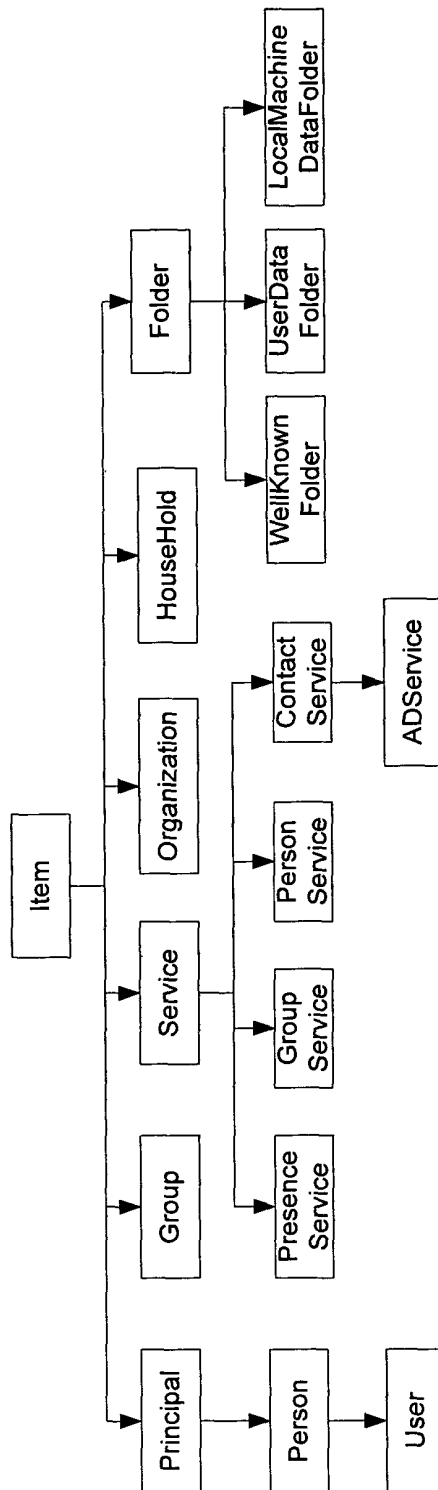 Item
Principal
Group
Service
Organization
HouseHold
Folder
Person
Presence
Service
Group
Service
Person
Service
Contact
Service
WellKnown
Folder
UserData
Folder
LocalMachine
DataFolder
User
ADService